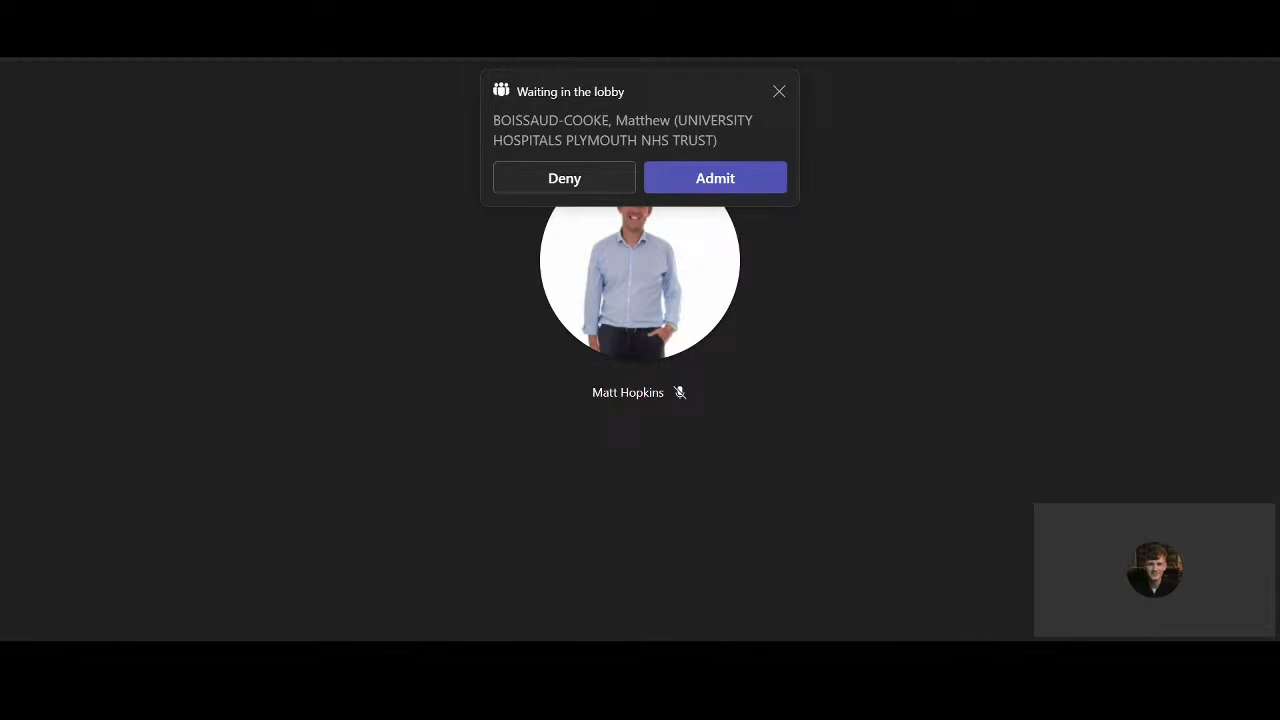 Waiting in the lobby
BOISSAUD-COOKE, Matthew (UNIVERSITY
HOSPITALS PLYMOUTH NHS TRUST)
Deny
Admit
Matt Hopkins